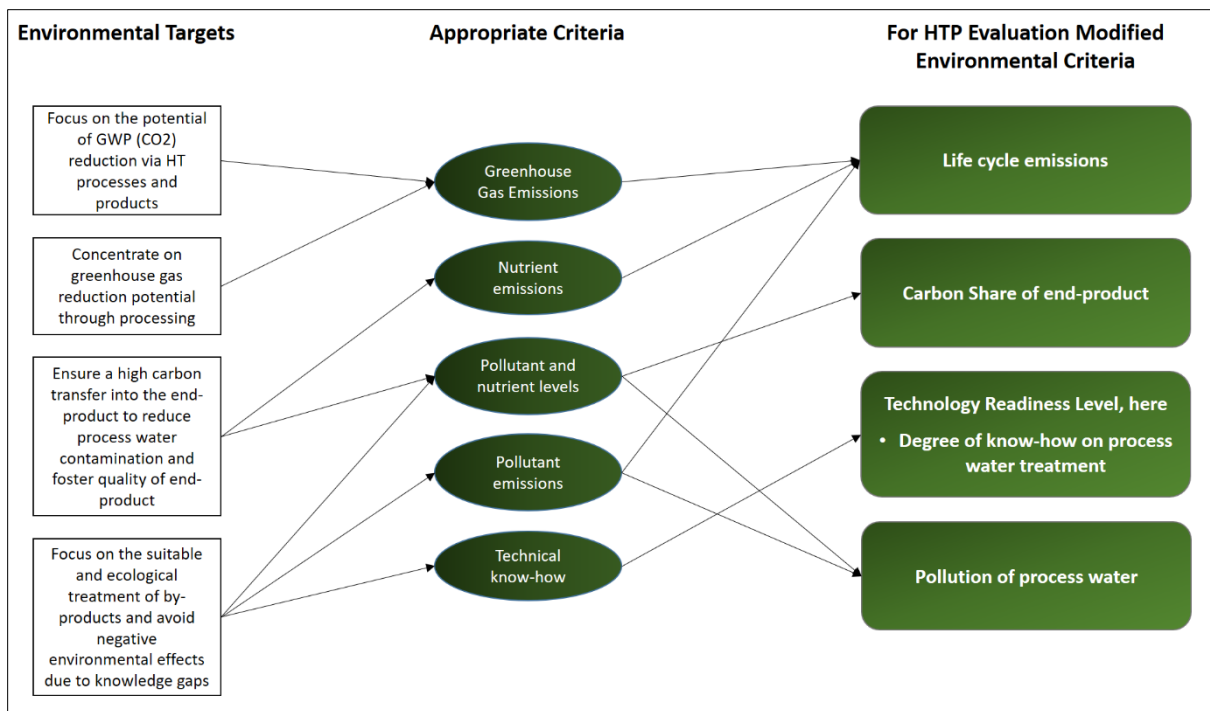 Environmental Targets
Appropriate Criteria
For HTP Evaluation Modified
Environmental Criteria
Focus on the potential
of GWP (CO2)
reduction via HT
processes and
products
Concentrate on
greenhouse gas
reduction potential
through processing
Ensure a high carbon
transfer into the end-
product to reduce
process water
contamination and
foster quality of end-
product
Focus on the suitable
and ecological
treatment of by-
products and avoid
negative
environmental effects
due to knowledge gaps
Greenhouse
Gas Emissions
Nutrient
emissions
Pollutant and
nutrient levels
Pollutant
emissions
Technical
know-how
Life cycle emissions
Carbon Share of end-product
Technology Readiness Level, here
• Degree of know-how on process
water treatment
Pollution of process water